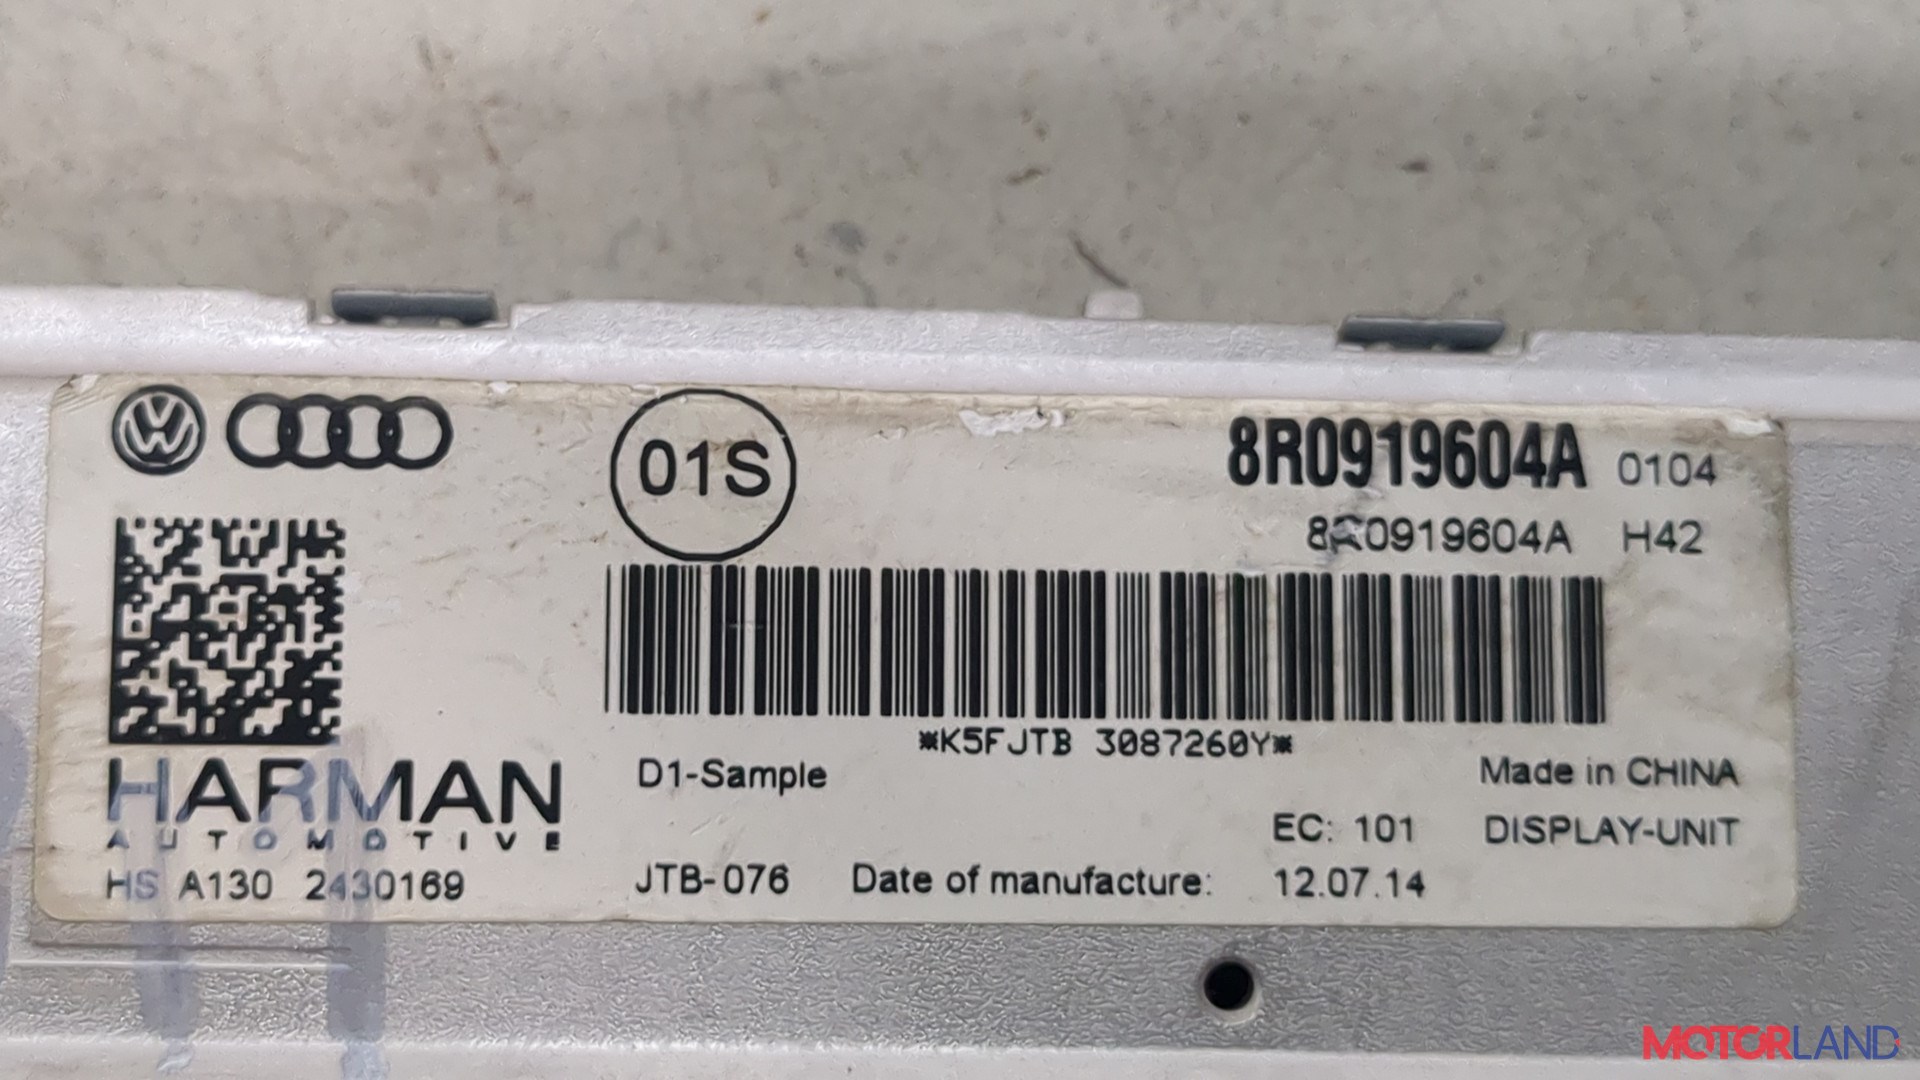 01S
8R0919604A 0104
8R0919604A H42
*K5FJTB 3087260Y*
HARMAN
AUTOMOTIVE
HS A130 2430169
D1-Sample
Made in CHINA
EC: 101 DISPLAY-UNIT
JTB-076 Date of manufacture: 12.07.14
MOTORLAND